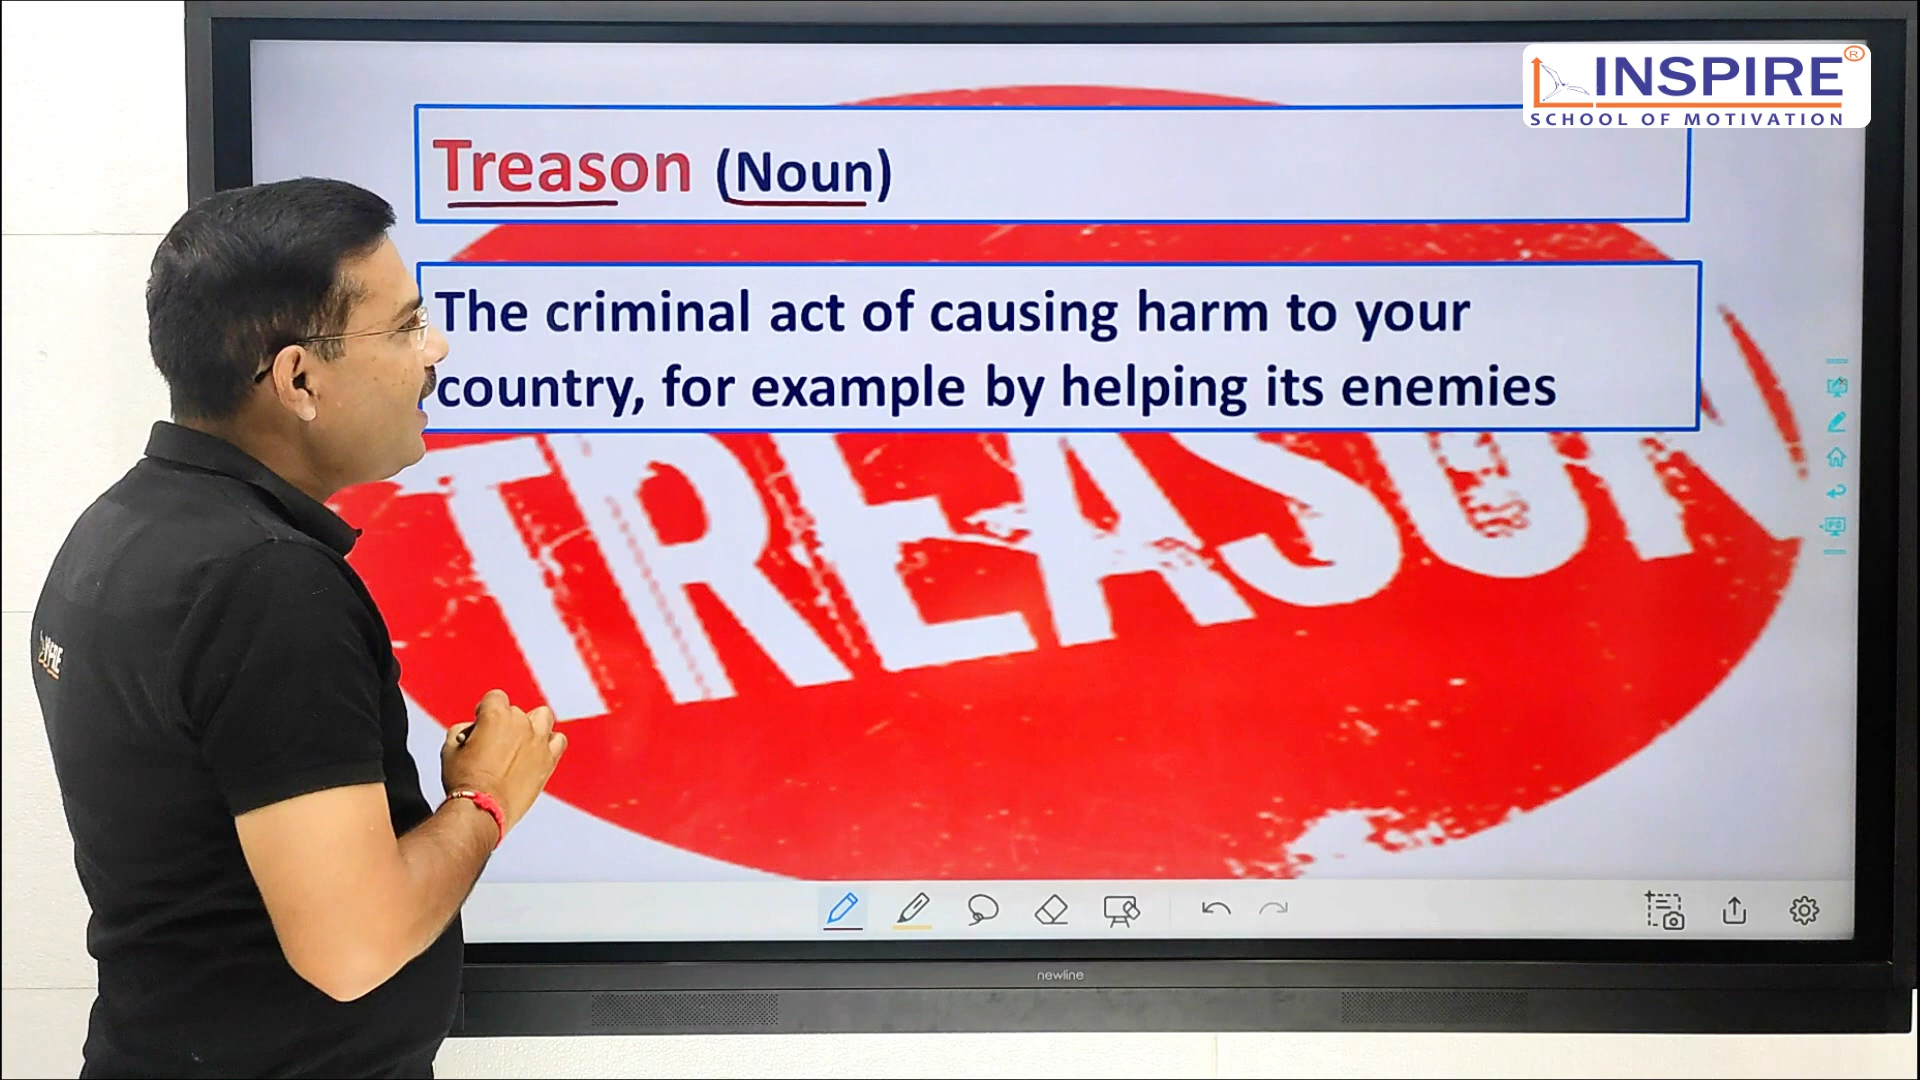 INSPIRE ®
SCHOOL OF MOTIVATION
Treason (Noun)
The criminal act of causing harm to your
country, for example by helping its enemies
TREASON
newline